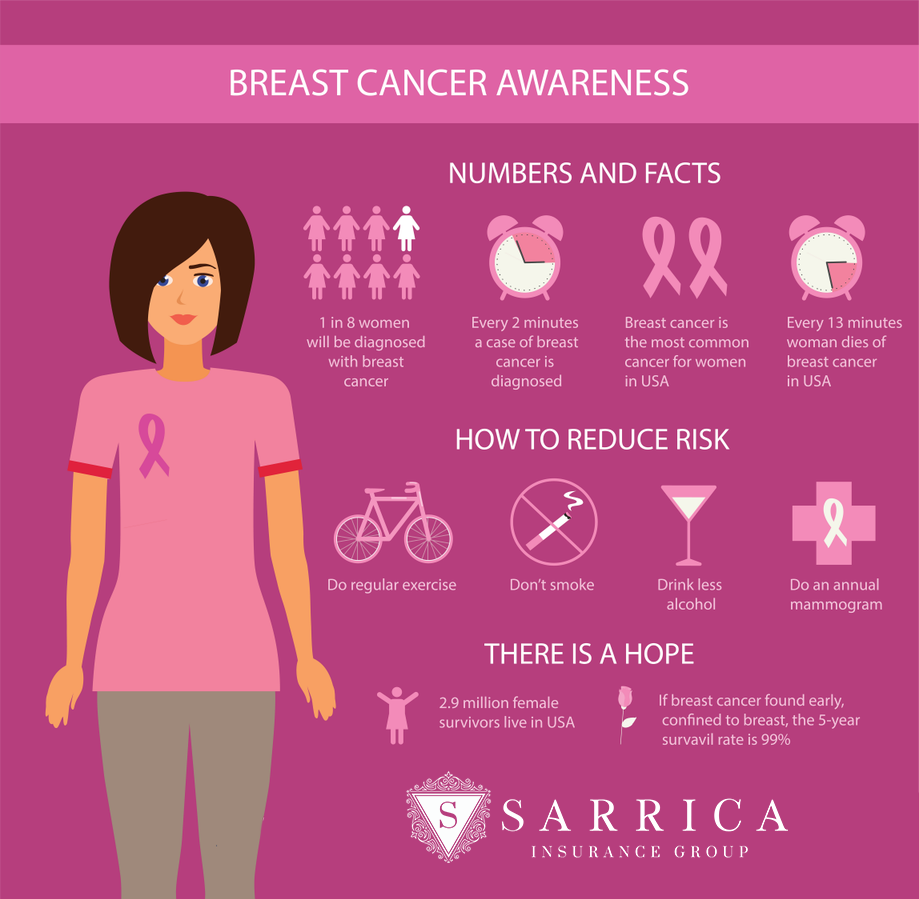 BREAST CANCER AWARENESS
NUMBERS AND FACTS
1 in 8 women
will be diagnosed
with breast
cancer
Every 2 minutes
a case of breast
cancer is
diagnosed
Breast cancer is
the most common
cancer for women
in USA
Every 13 minutes
woman dies of
breast cancer
in USA
HOW TO REDUCE RISK
Do regular exercise
Don't smoke
Drink less
alcohol
Do an annual
mammogram
THERE IS A HOPE
2.9 million female
survivors live in USA
If breast cancer found early,
confined to breast, the 5-year
survavil rate is 99%
S
SARRICA
INSURANCE GROUP